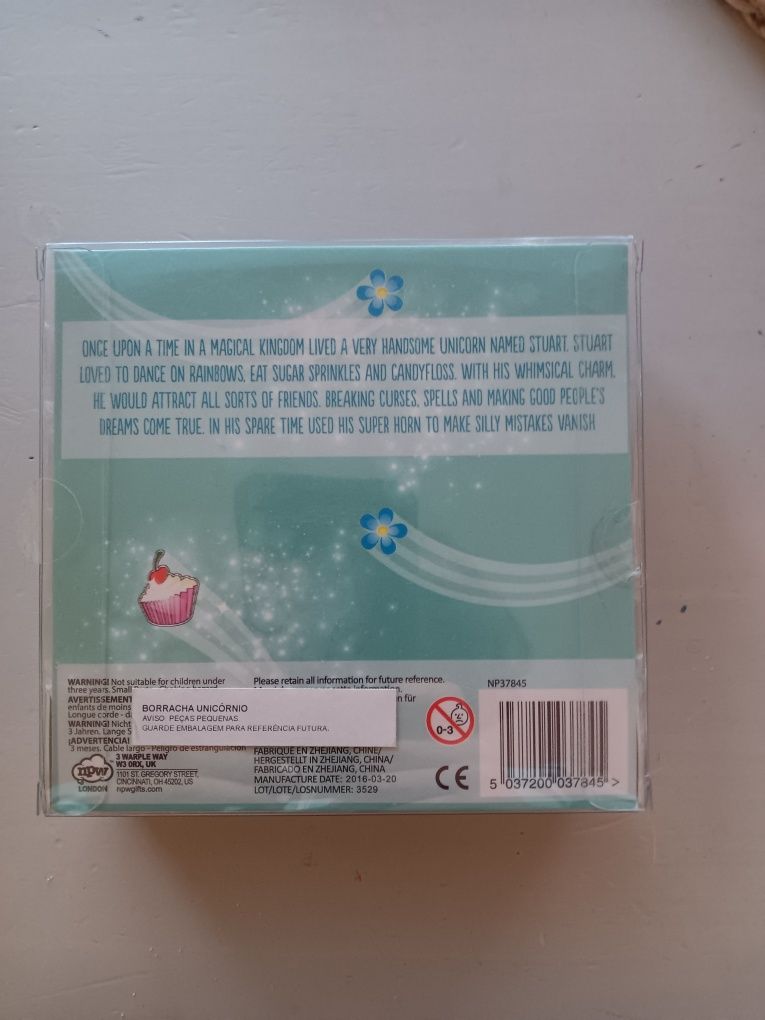 ONCE UPON A TIME IN A MAGICAL KINGDOM LIVED A VERY HANDSOME UNICORN NAMED STUART. STUART
LOVED TO DANCE ON RAINBOWS, EAT SUGAR SPRINKLES AND CANDYFLOSS. WITH HIS WHIMSICAL CHARM,
HE WOULD ATTRACT ALL SORTS OF FRIENDS. BREAKING CURSES, SPELLS AND MAKING GOOD PEOPLE'S
DREAMS COME TRUE. IN HIS SPARE TIME USED HIS SUPER HORN TO MAKE SILLY MISTAKES VANISH
WARNING! Not suitable for children under
three years. Small
AVERTISSEMENT
enfants de moins
Longue corde - da
WARNING! Nicht
3 Jahren. Lange S
¡ADVERTENCIA!
3 meses. Cable largo - Peligro de estrangulación
BORRACHA UNICÓRNIO
AVISO PEÇAS PEQUENAS
GUARDE EMBALAGEM PARA REFERÊNCIA FUTURA.
npw
LONDON
3 WARPLE WAY
W3 0RX, UK
1101 ST. GREGORY STREET,
CINCINNATI, OH 45202, US
npwgifts.com
Please retain all information for future reference.
en für
FABRIQUÉ EN ZHEJIANG, CHINE/
HERGESTELLT IN ZHEJIANG, CHINA/
FABRICADO EN ZHEJIANG, CHINA
MANUFACTURE DATE: 2016-03-20
LOT/LOTE/LOSNUMMER: 3529
0-3
CE
NP37845
5 037200 037845 >